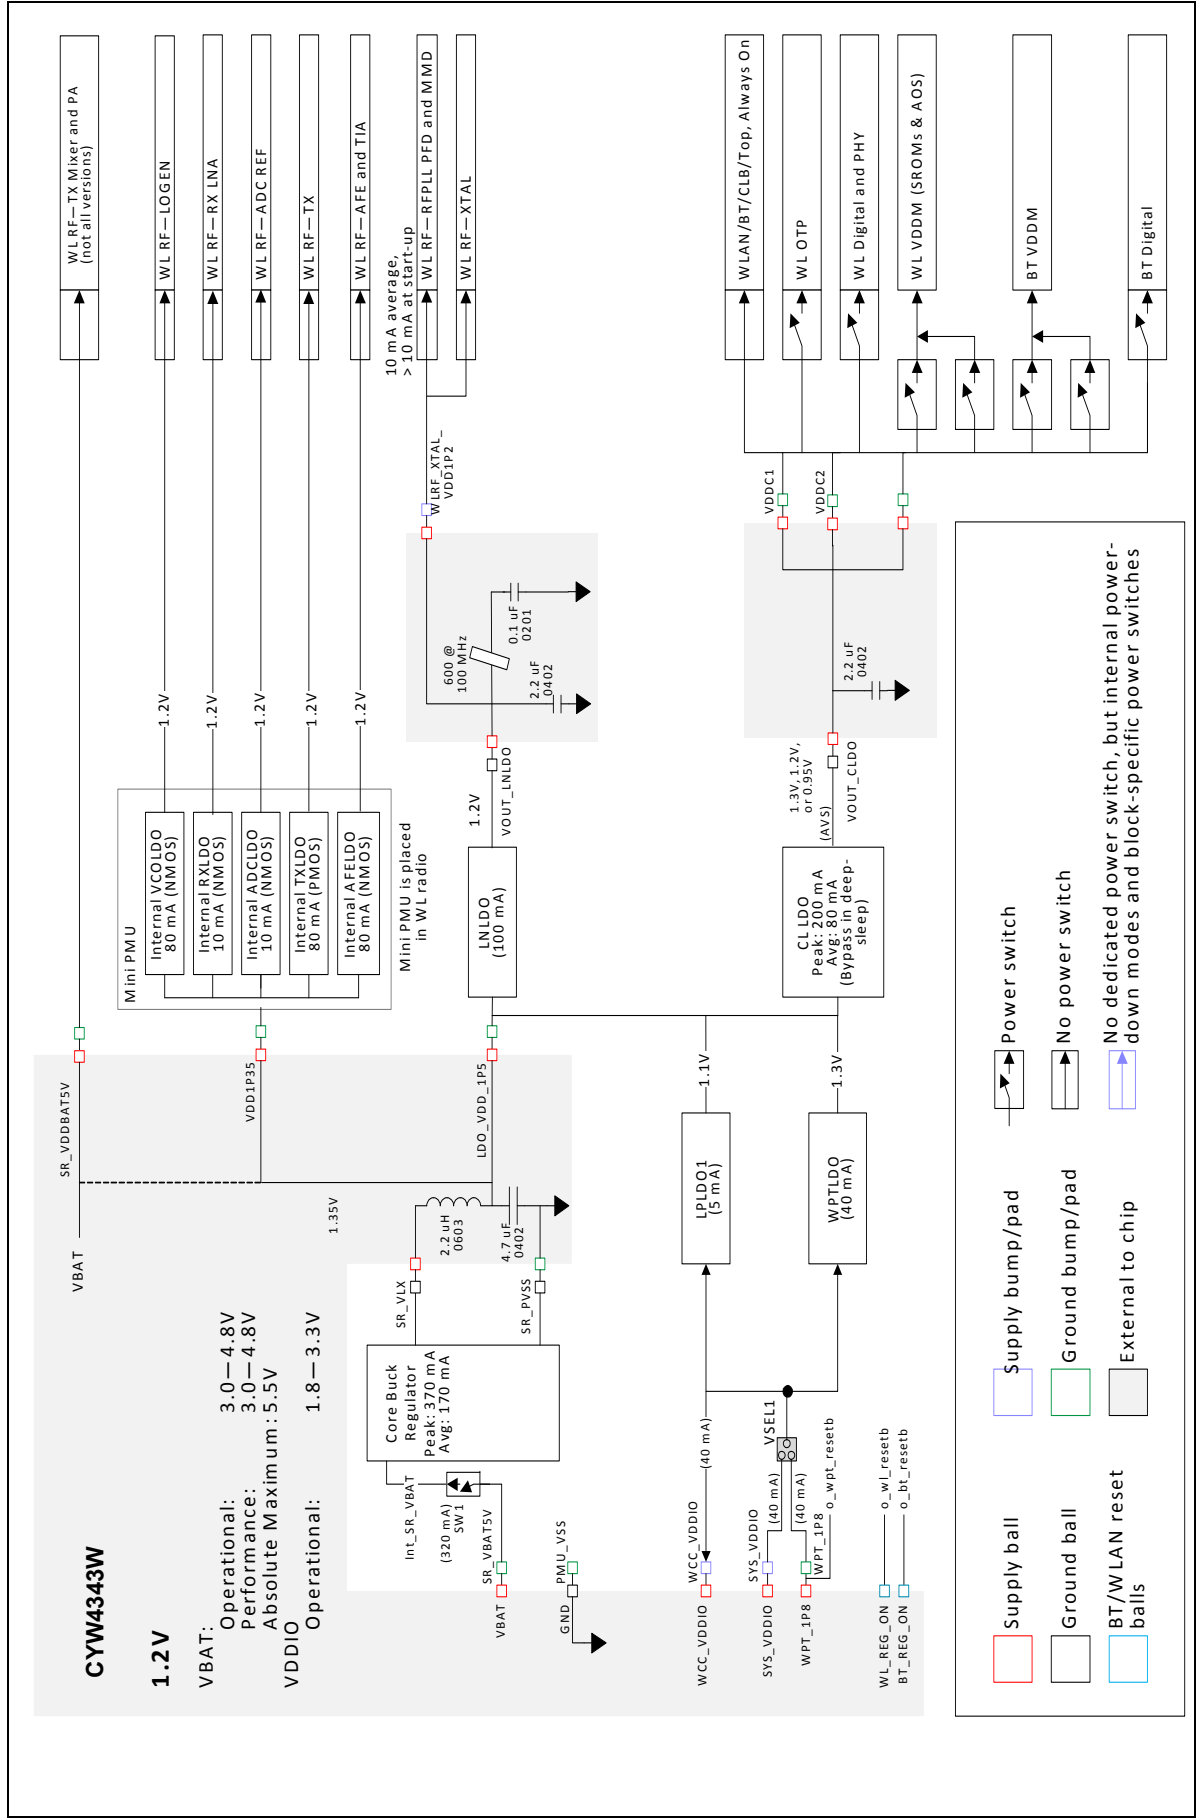 CYW4343W
1.2V
VBAT:
Operational: 3.0—4.8V
Performance: 3.0—4.8V
Absolute Maximum: 5.5V
VDDIO
Operational: 1.8—3.3V
VBAT
SR_VDDBAT5V
WL RF—TX Mixer and PA
(not all versions)
1.35V
VDD1P35
Mini PMU
Internal VCOLDO
80 mA (NMOS)
1.2V
WL RF—LOGEN
Internal RXLDO
10 mA (NMOS)
1.2V
WL RF—RX LNA
Internal ADCLDO
10 mA (NMOS)
1.2V
WL RF—ADC REF
Internal TXLDO
80 mA (PMOS)
1.2V
WL RF—TX
Internal AFELDO
80 mA (NMOS)
1.2V
WL RF—AFE and TIA
Mini PMU is placed
in WL radio
10 mA average,
> 10 mA at start-up
WL RF—RFPLL PFD and MMD
WL RF—XTAL
WLRF_XTAL_
VDD1P2
Core Buck
Regulator
Peak: 370 mA
Avg: 170 mA
SR_VLX
2.2 uH
0603
4.7 uF
0402
SR_PVSS
LDO_VDD_1P5
LNLDO
(100 mA)
1.2V
VOUT_LNLDO
600 @
100 MHz
2.2 uF
0402
0.1 uF
0201
Int_SR_VBAT
(320 mA)
SW1
SR_VBAT5V
VBAT
PMU_VSS
GND
WCC_VDDIO
WCC_VDDIO
(40 mA)
SYS_VDDIO
SYS_VDDIO
(40 mA)
VSEL1
WPT_1P8
WPT_1P8
(40 mA)
o_wpt_resetb
WL_REG_ON
o_wl_resetb
BT_REG_ON
o_bt_resetb
LPLDO1
(5 mA)
1.1V
WPTLDO
(40 mA)
1.3V
CL LDO
Peak: 200 mA
Avg: 80 mA
(Bypass in deep-
sleep)
1.3V, 1.2V,
or 0.95V
(AVS)
VOUT_CLDO
2.2 uF
0402
VDDC1
VDDC2
WLAN/BT/CLB/Top, Always On
WL OTP
WL Digital and PHY
WL VDDM (SROMs & AOS)
BT VDDM
BT Digital
Supply ball
Supply bump/pad
Power switch
Ground ball
Ground bump/pad
No power switch
BT/WLAN reset
balls
External to chip
No dedicated power switch, but internal power-
down modes and block-specific power switches